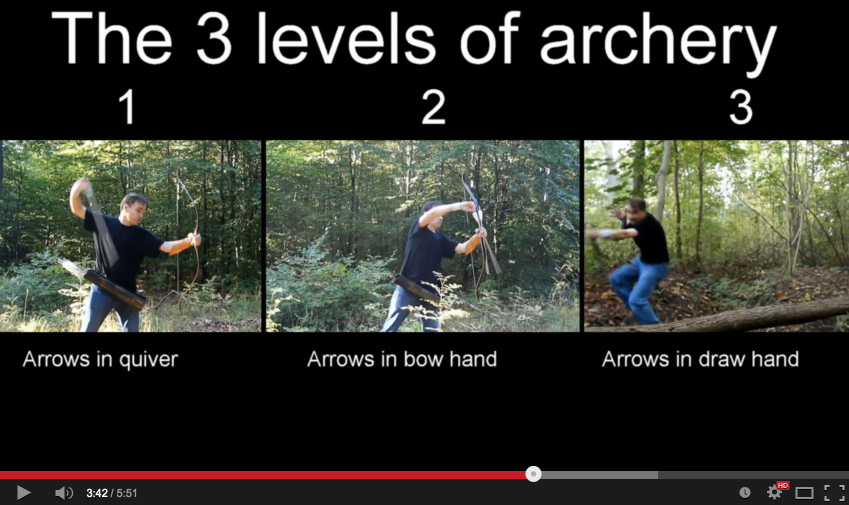 The 3 levels of archery
1 2 3
Arrows in quiver Arrows in bow hand Arrows in draw hand
3:42 / 5:51 HD